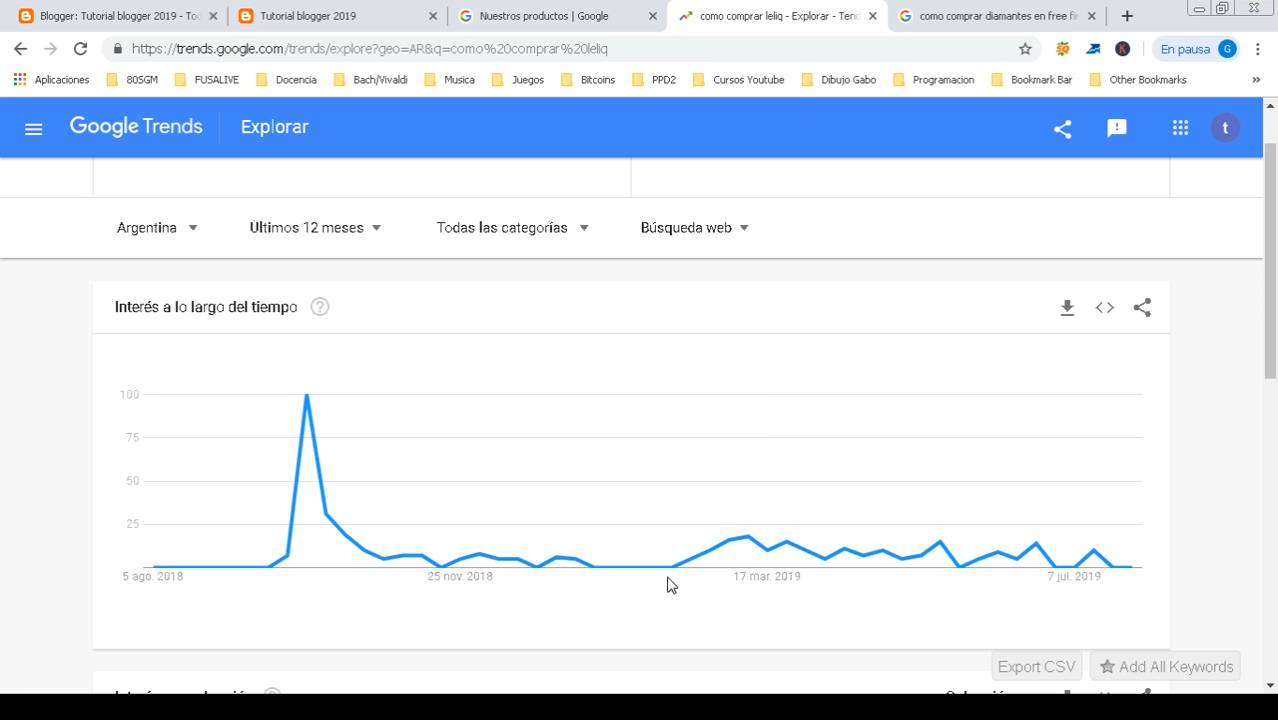 Blogger: Tutorial blogger 2019 - Toc
Tutorial blogger 2019
Nuestros productos | Google
como comprar leliq - Explorar - Tend
como comprar diamantes en free fir
https://trends.google.com/trends/explore?geo=AR&q=como%20comprar%20leliq
En pausa G
Aplicaciones 80SGM FUSALIVE Docencia Bach/Vivaldi Musica Juegos Bitcoins PPD2 Cursos Youtube Dibujo Gabo Programacion Bookmark Bar Other Bookmarks »
Google Trends Explorar t
Argentina Últimos 12 meses Todas las categorías Búsqueda web
Interés a lo largo del tiempo ?
100
75
50
25
5 ago. 2018 25 nov. 2018 17 mar. 2019 7 jul. 2019
Export CSV Add All Keywords